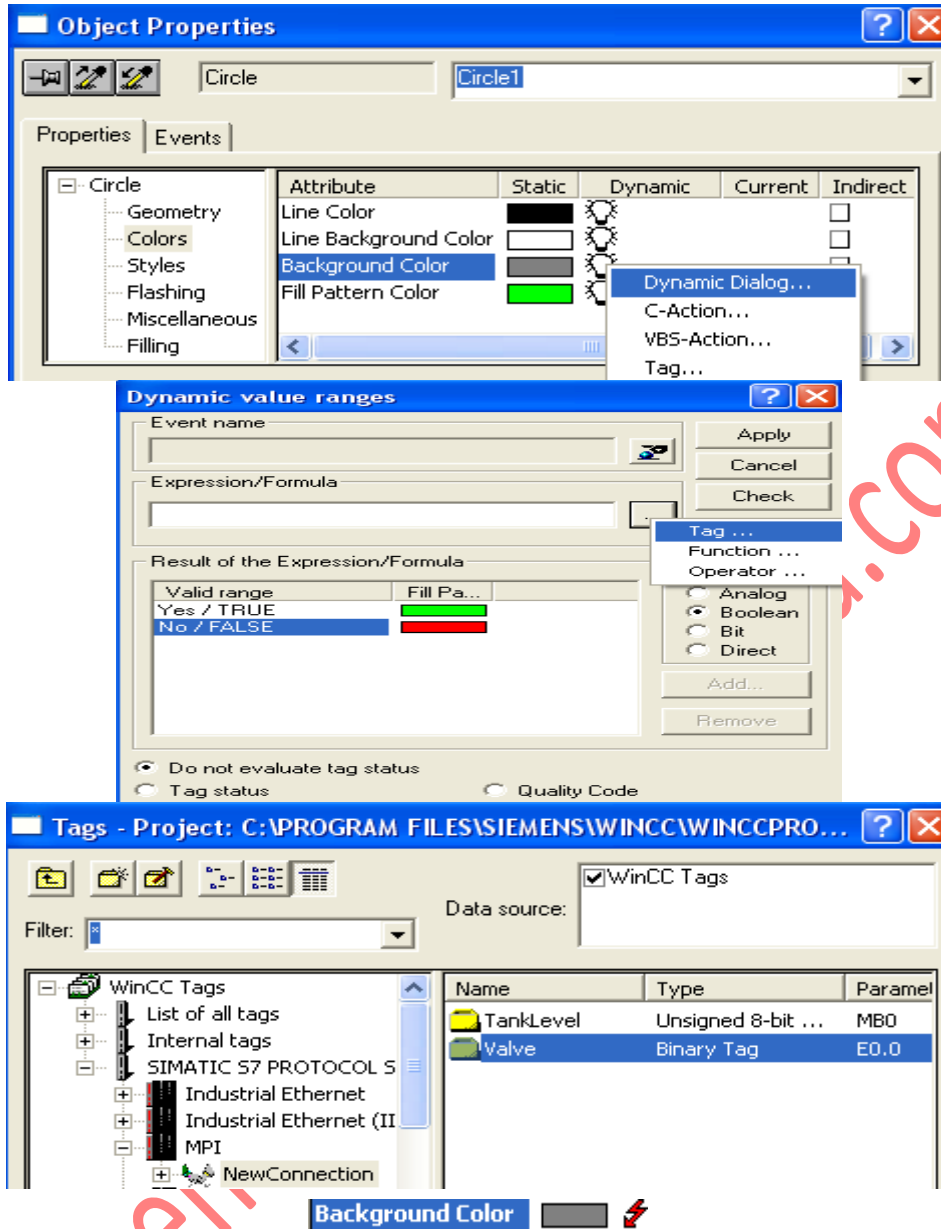 Object Properties
Circle
Circle1
Properties
Events
Circle
Geometry
Colors
Styles
Flashing
Miscellaneous
Filling
Attribute Static Dynamic Current Indirect
Line Color
Line Background Color
Background Color
Fill Pattern Color
Dynamic Dialog...
C-Action...
VBS-Action...
Tag...
Dynamic value ranges
Event name
Apply
Cancel
Check
Expression/Formula
Tag ...
Function ...
Operator ...
Result of the Expression/Formula
Valid range Fill Pa...
Yes / TRUE
No / FALSE
Analog
Boolean
Bit
Direct
Add...
Remove
Do not evaluate tag status
Tag status
Quality Code
Tags - Project: C:\PROGRAM FILES\SIEMENS\WINCC\WINCCPRO...
Filter: *
Data source:
WinCC Tags
WinCC Tags
List of all tags
Internal tags
SIMATIC S7 PROTOCOL S
Industrial Ethernet
Industrial Ethernet (II
MPI
NewConnection
Name Type Paramet
TankLevel Unsigned 8-bit ... MB0
Valve Binary Tag E0.0
Background Color